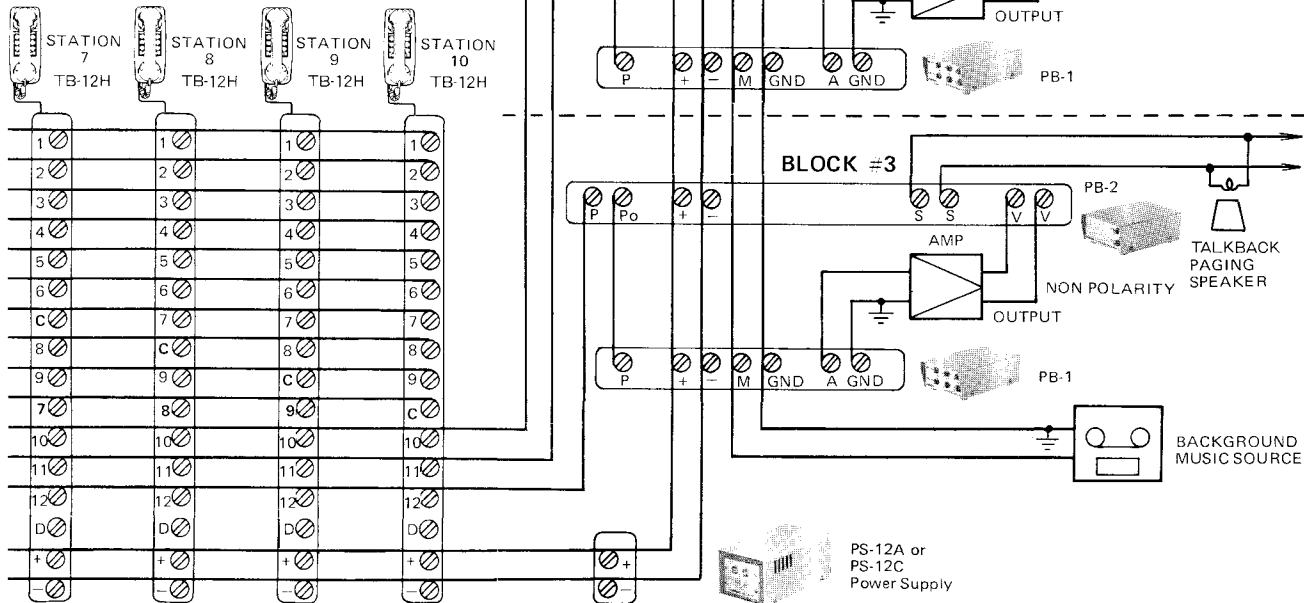 STATION
7
TB-12H
STATION
8
TB-12H
STATION
9
TB-12H
STATION
10
TB-12H
1
2
3
4
5
6
C
8
9
7
10
11
12
D
+
−
1
2
3
4
5
6
7
C
9
8
10
11
12
D
+
−
1
2
3
4
5
6
7
8
C
9
10
11
12
D
+
−
1
2
3
4
5
6
7
8
9
C
10
11
12
D
+
−
OUTPUT
P + − M GND A GND
PB-1
BLOCK #3
P Po + − S S V V
PB-2
TALKBACK
PAGING
SPEAKER
AMP
NON POLARITY
OUTPUT
P + − M GND A GND
PB-1
BACKGROUND
MUSIC SOURCE
+
−
PS-12A or
PS-12C
Power Supply